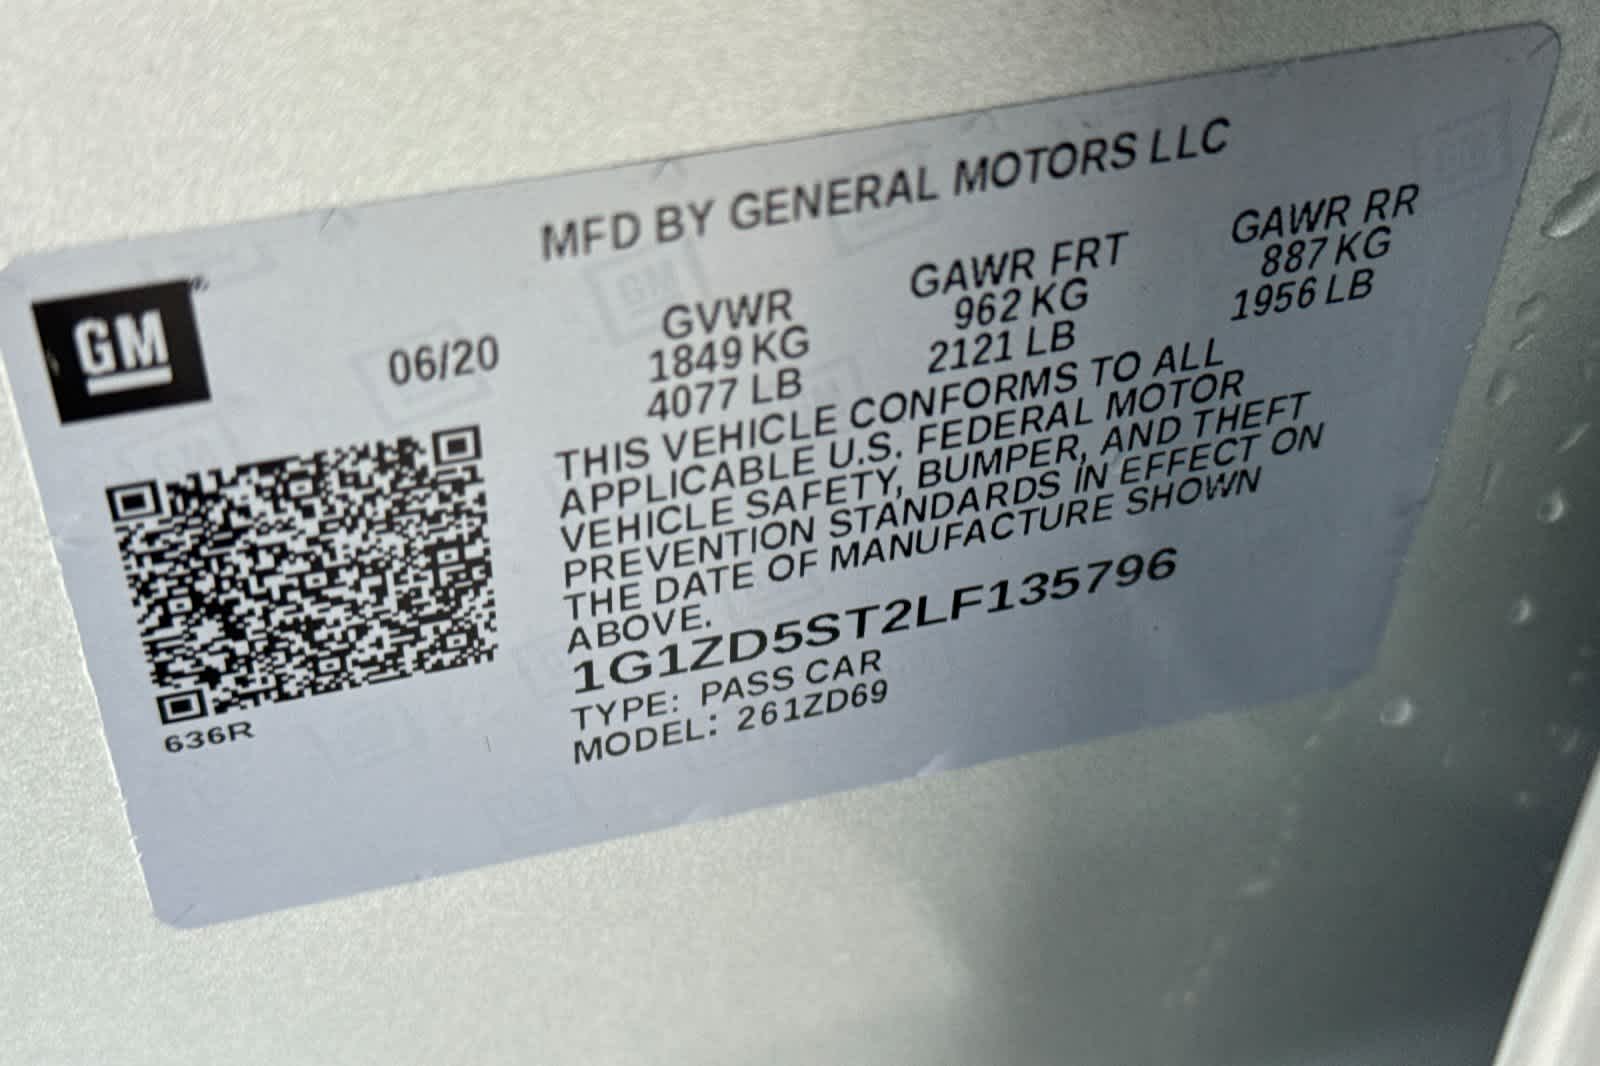 MFD BY GENERAL MOTORS LLC
GM
06/20
GVWR
1849 KG
4077 LB
GAWR FRT
962 KG
2121 LB
GAWR RR
887 KG
1956 LB
THIS VEHICLE CONFORMS TO ALL
APPLICABLE U.S. FEDERAL MOTOR
VEHICLE SAFETY, BUMPER, AND THEFT
PREVENTION STANDARDS IN EFFECT ON
THE DATE OF MANUFACTURE SHOWN
ABOVE.
1G1ZD5ST2LF135796
TYPE: PASS CAR
MODEL: 261ZD69
636R